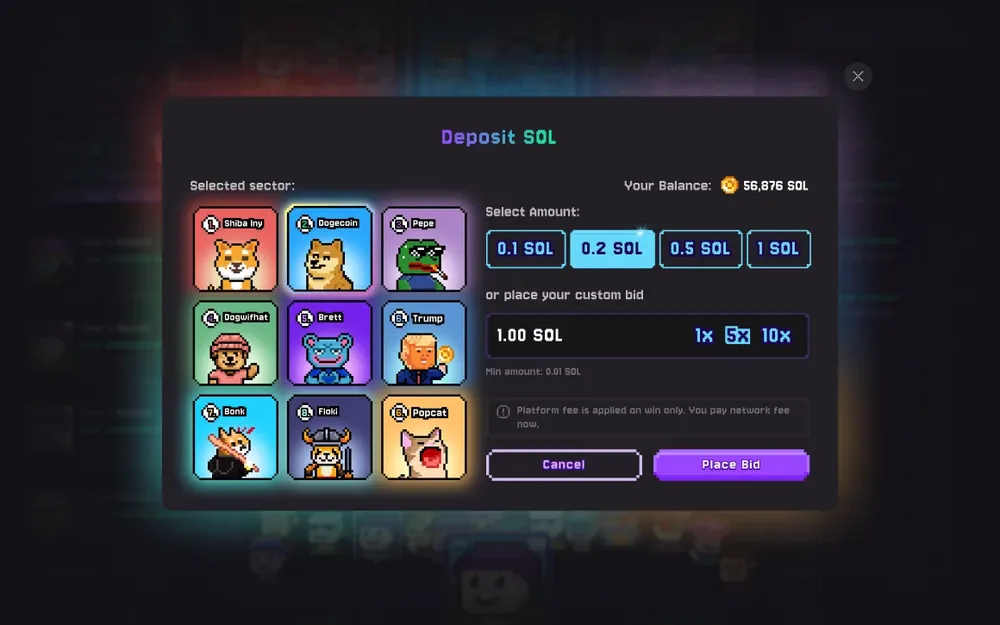 Deposit SOL
Selected sector:
Your Balance: 56,876 SOL
1. Shiba Iny
2. Dogecoin
3. Pepe
4. Dogwifhat
5. Brett
6. Trump
7. Bonk
8. Floki
6. Popcat
Select Amount:
0.1 SOL
0.2 SOL
0.5 SOL
1 SOL
or place your custom bid
1.00 SOL
1x 5x 10x
Min amount: 0.01 SOL
Platform fee is applied on win only. You pay network fee
now.
Cancel
Place Bid